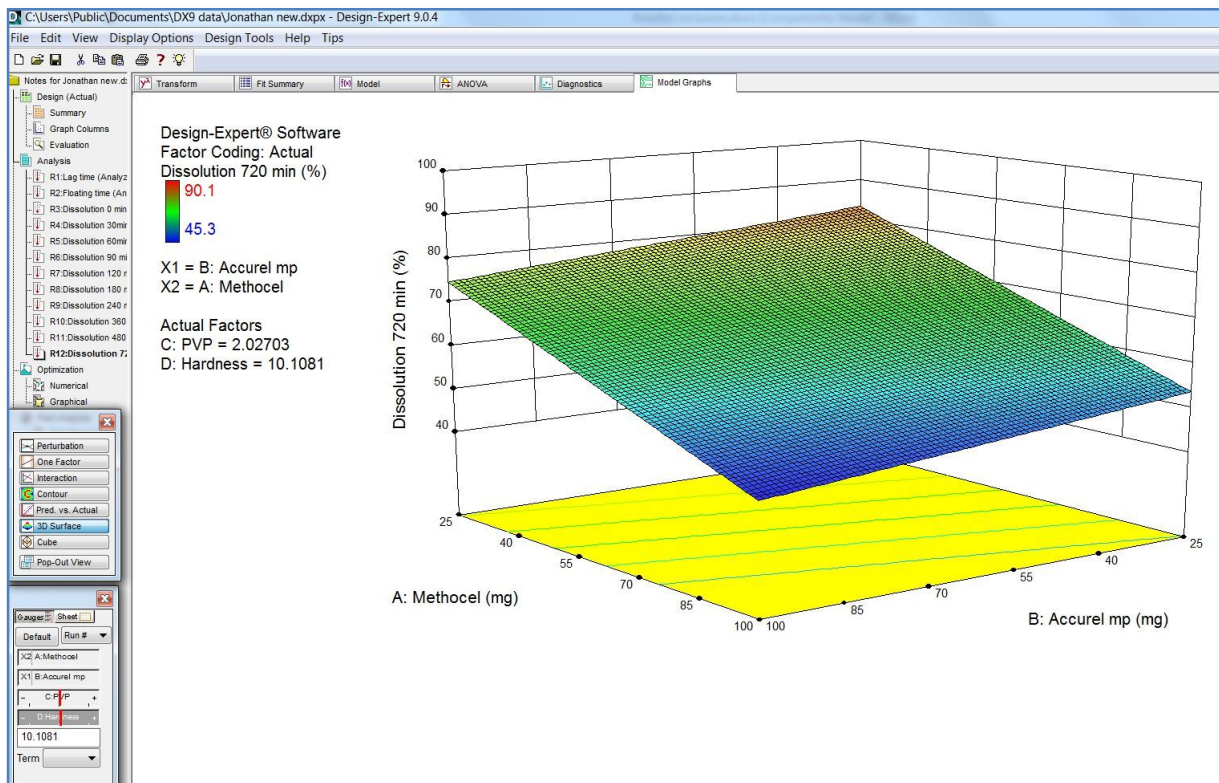 C:\Users\Public\Documents\DX9 data\Jonathan new.dxpx - Design-Expert 9.0.4
File Edit View Display Options Design Tools Help Tips
Notes for Jonathan new.dx
Design (Actual)
Summary
Graph Columns
Evaluation
Analysis
R1:Lag time (Analyz
R2:Floating time (An
R3:Dissolution 0 min
R4:Dissolution 30min
R5:Dissolution 60min
R6:Dissolution 90 mi
R7:Dissolution 120 r
R8:Dissolution 180 r
R9:Dissolution 240 r
R10:Dissolution 360
R11:Dissolution 480
R12:Dissolution 72
Optimization
Numerical
Graphical
Transform
Fit Summary
Model
ANOVA
Diagnostics
Model Graphs
Design-Expert® Software
Factor Coding: Actual
Dissolution 720 min (%)
90.1
45.3
X1 = B: Accurel mp
X2 = A: Methocel
Actual Factors
C: PVP = 2.02703
D: Hardness = 10.1081
Dissolution 720 min (%)
100
90
80
70
60
50
40
25
40
55
70
85
100
A: Methocel (mg)
100
85
70
55
40
25
B: Accurel mp (mg)
Perturbation
One Factor
Interaction
Contour
Pred. vs. Actual
3D Surface
Cube
Pop-Out View
Gauges Sheet
Default Run #
X2 A:Methocel
X1 B:Accurel mp
C:PVP
D:Hardness
10.1081
Term